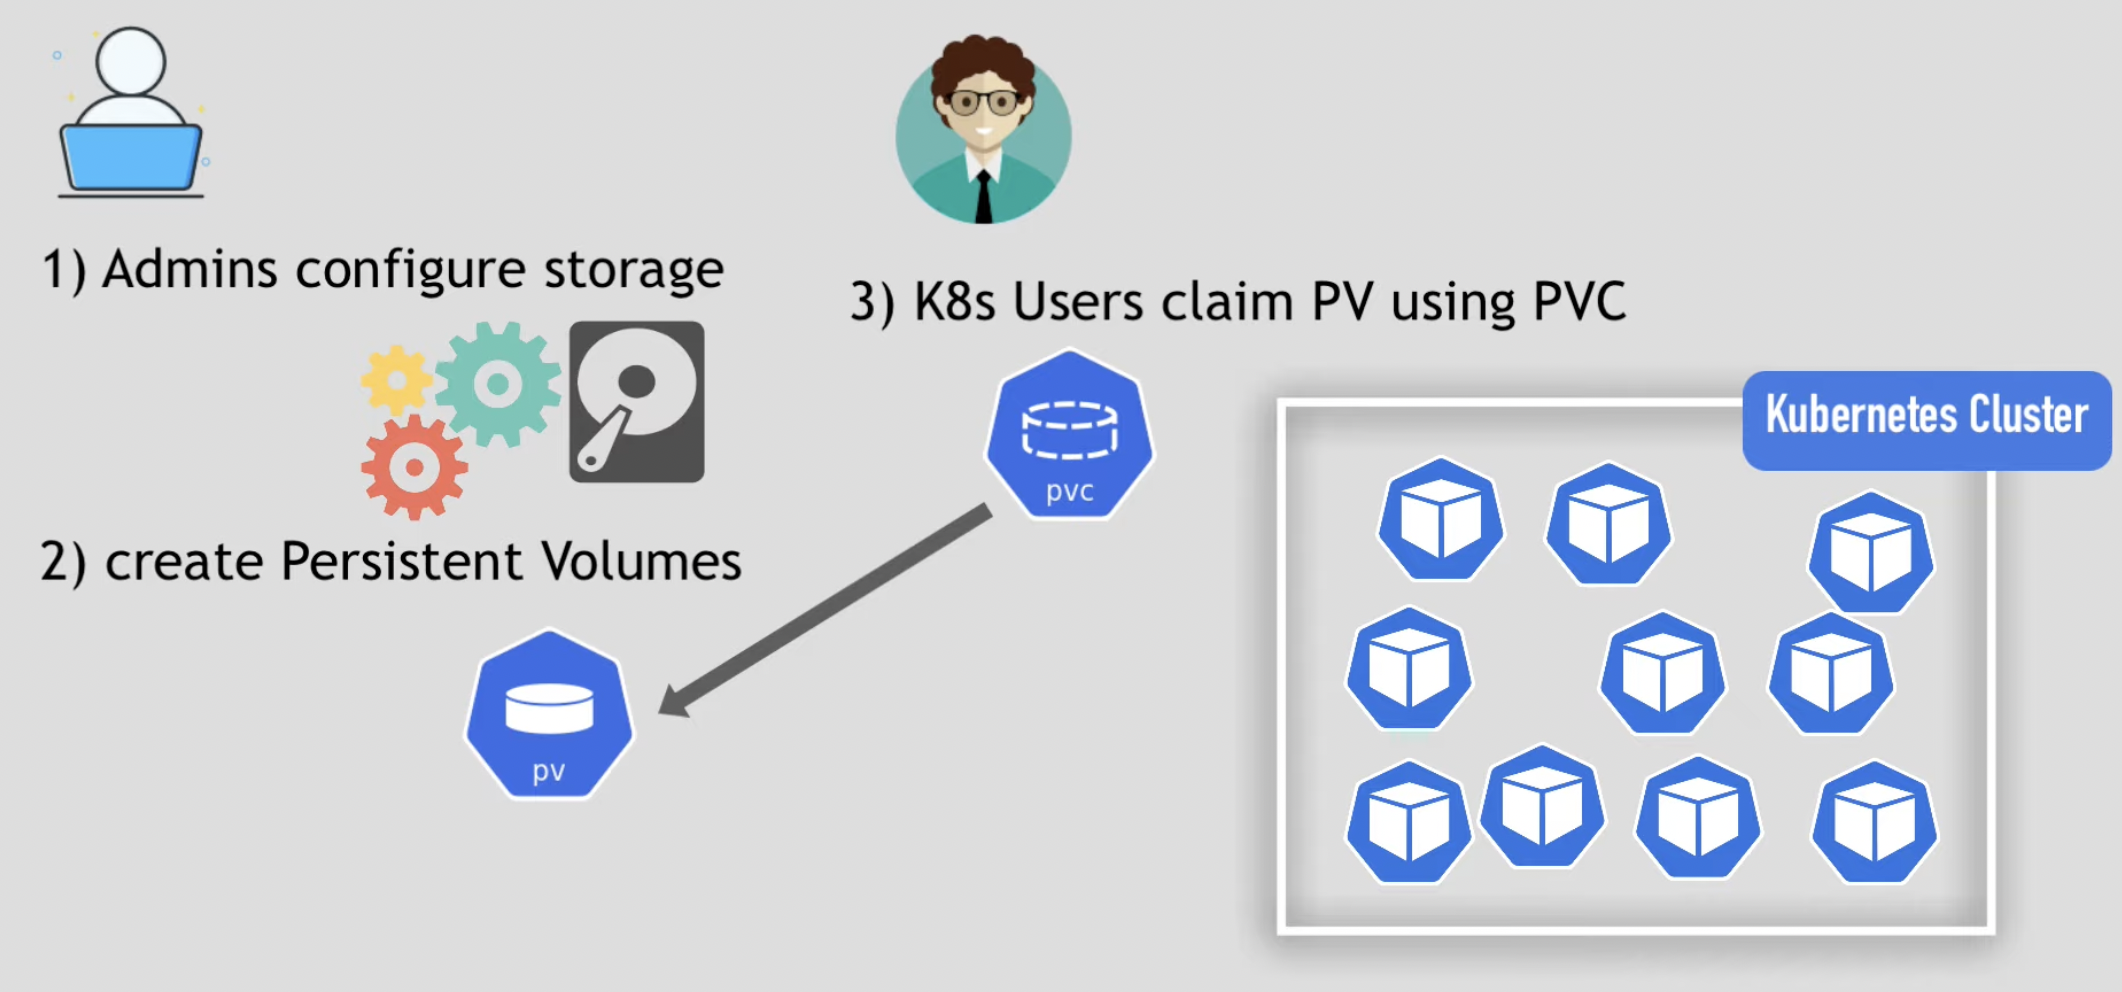 1) Admins configure storage
2) create Persistent Volumes
pv
3) K8s Users claim PV using PVC
pvc
Kubernetes Cluster